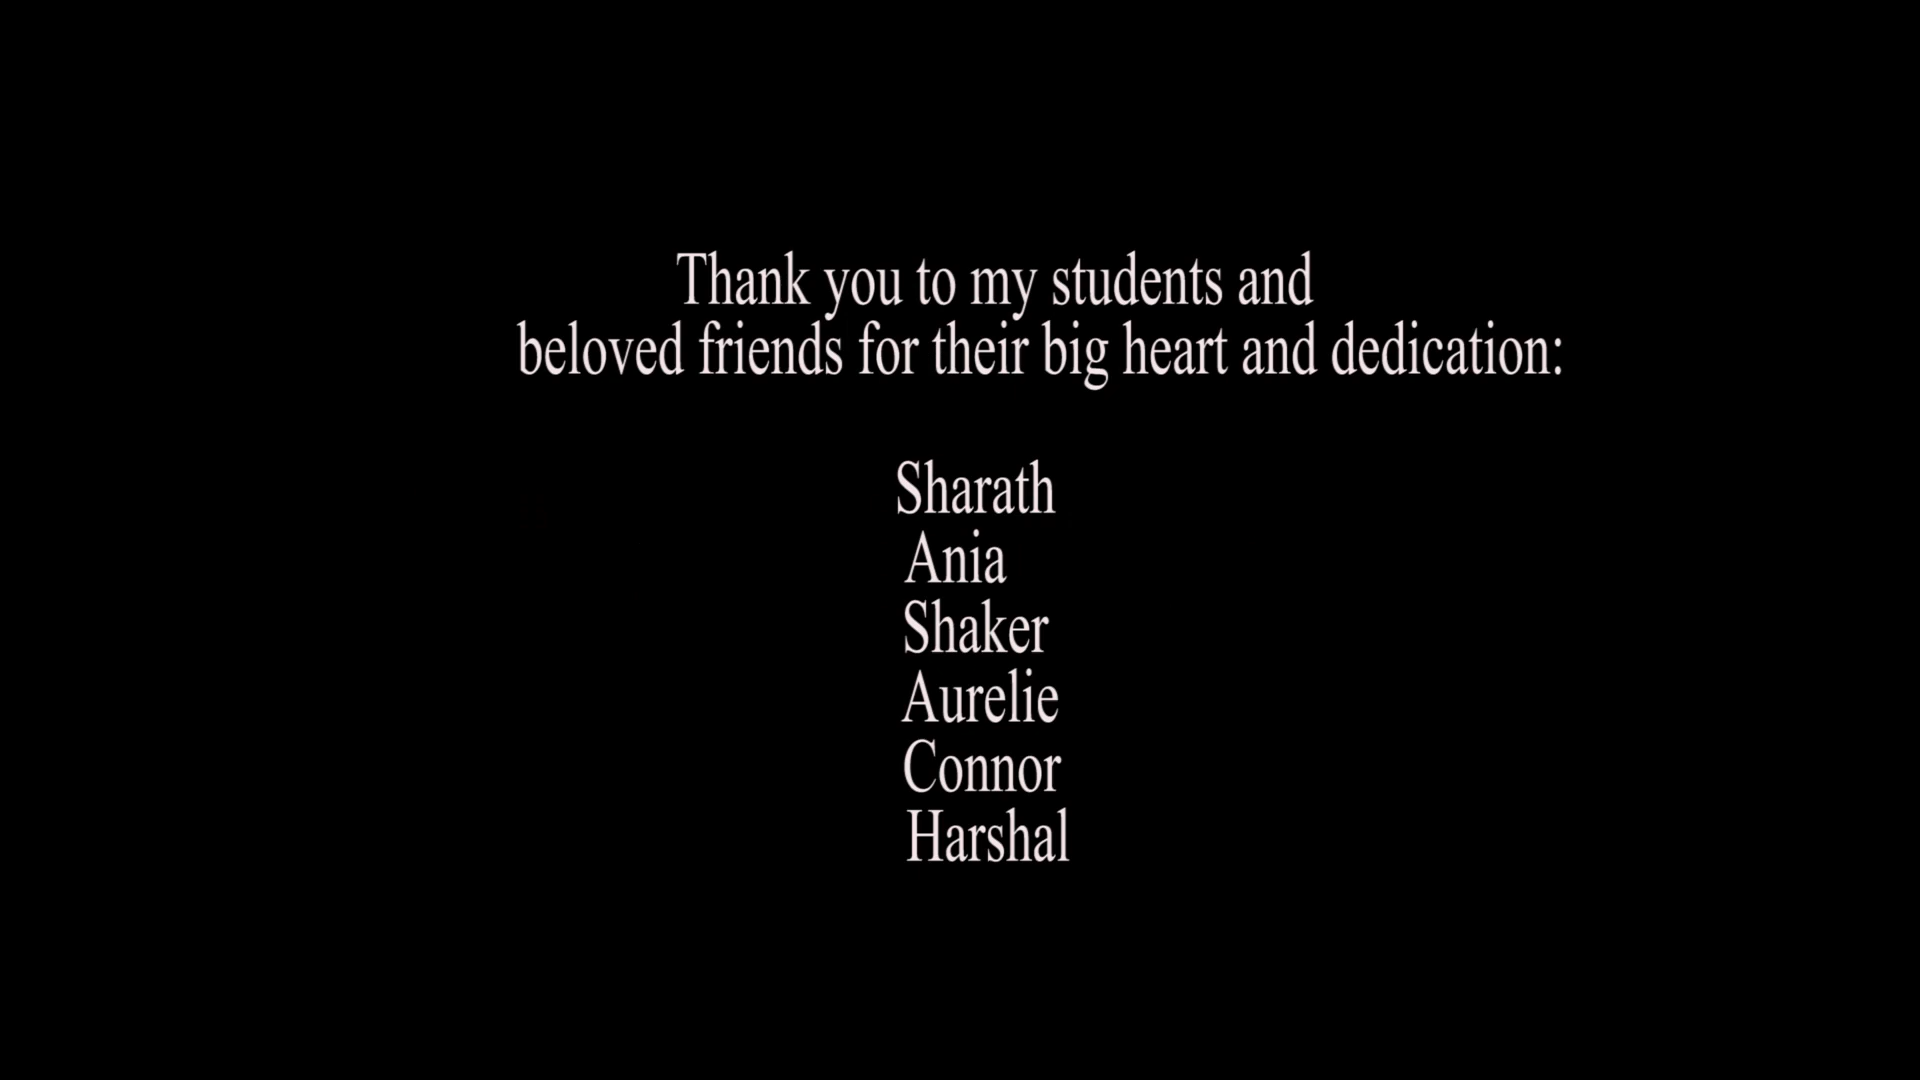 Thank you to my students and
beloved friends for their big heart and dedication:
Sharath
Ania
Shaker
Aurelie
Connor
Harshal